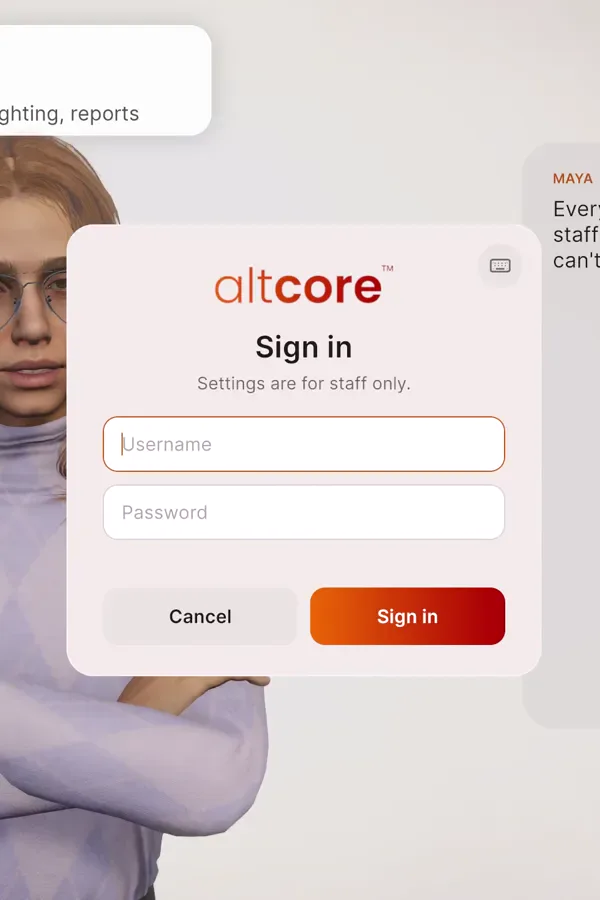 ghting, reports
MAYA
Every
staff
can't
altcore™
Sign in
Settings are for staff only.
Username
Password
Cancel
Sign in